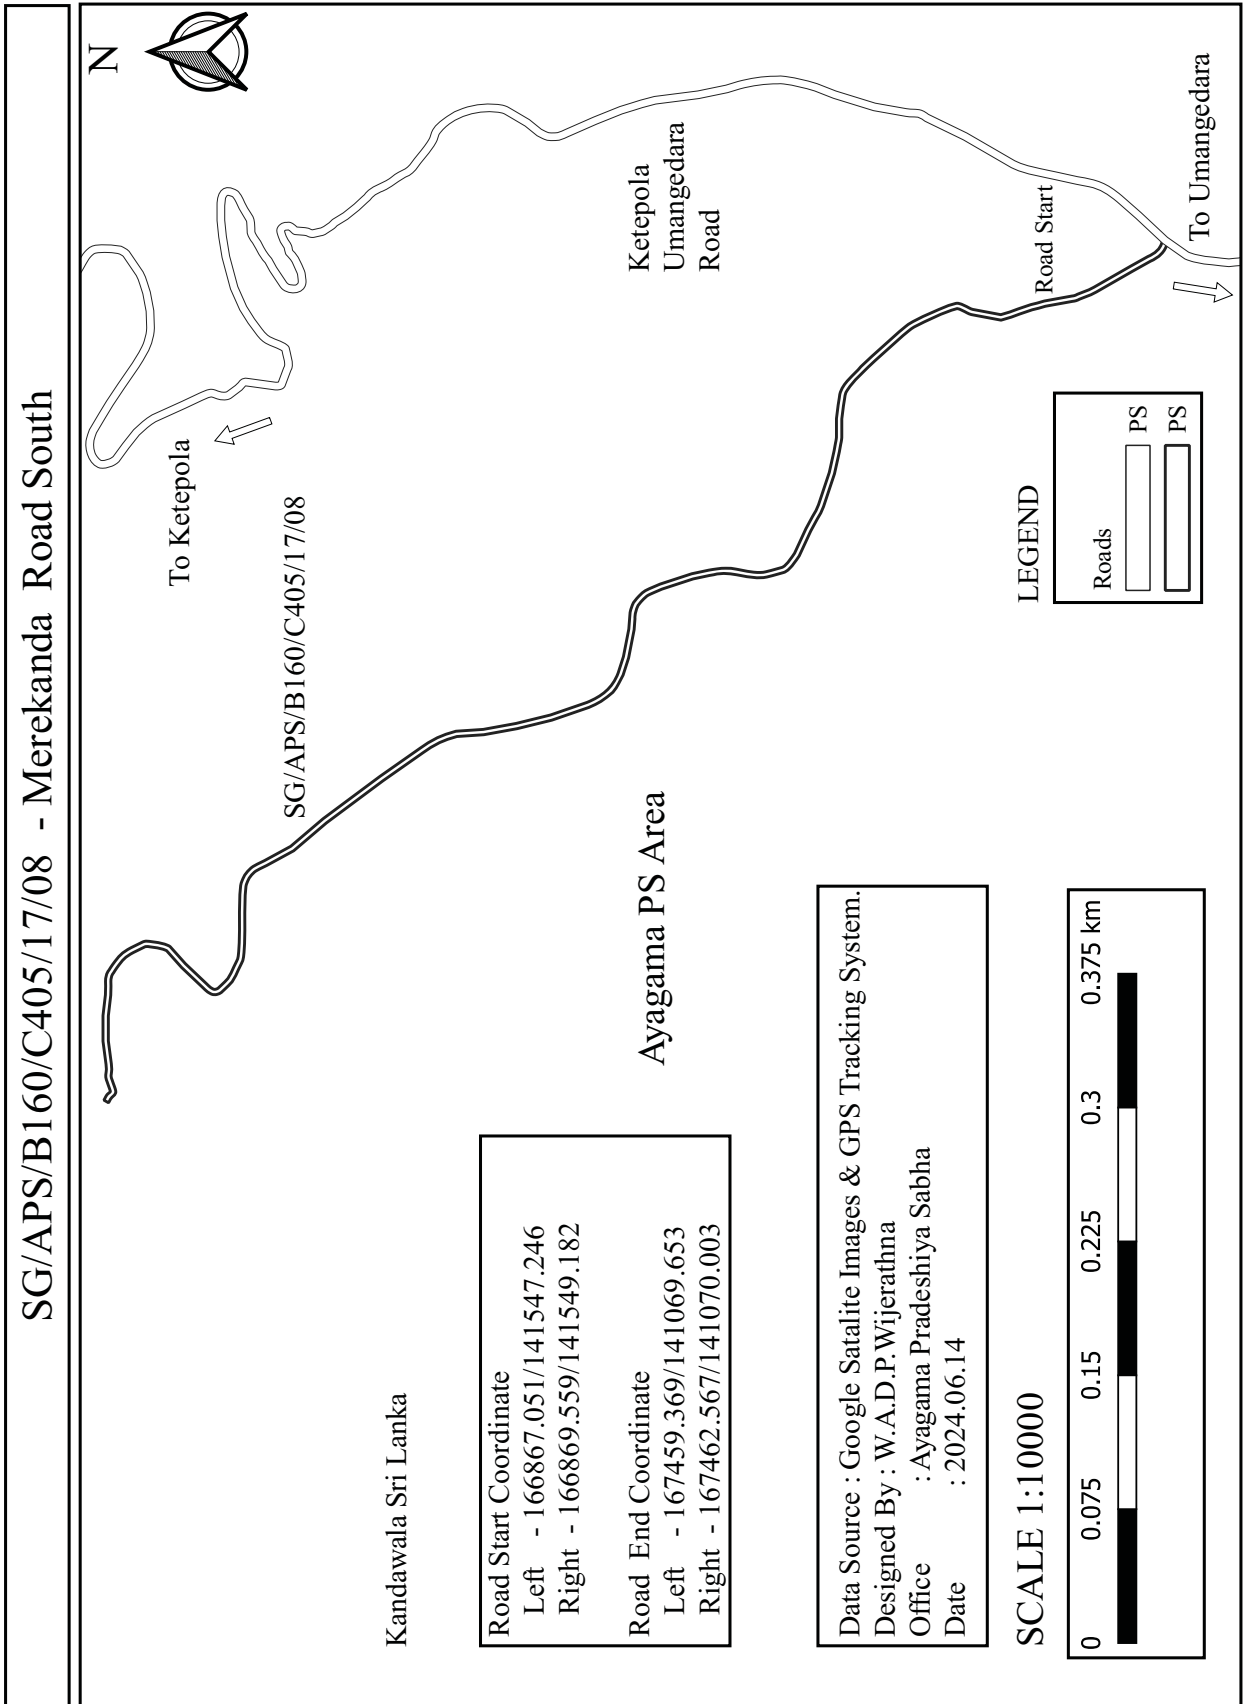 SG/APS/B160/C405/17/08 - Merekanda Road South
N
To Ketepola
SG/APS/B160/C405/17/08
Ketepola
Umangedara
Road
Road Start
To Umangedara
Kandawala Sri Lanka
Ayagama PS Area
Road Start Coordinate
Left - 166867.051/141547.246
Right - 166869.559/141549.182
Road End Coordinate
Left - 167459.369/141069.653
Right - 167462.567/141070.003
Data Source : Google Satalite Images & GPS Tracking System.
Designed By : W.A.D.P.Wijerathna
Office : Ayagama Pradeshiya Sabha
Date : 2024.06.14
LEGEND
Roads
PS
PS
SCALE 1:10000
0 0.075 0.15 0.225 0.3 0.375 km